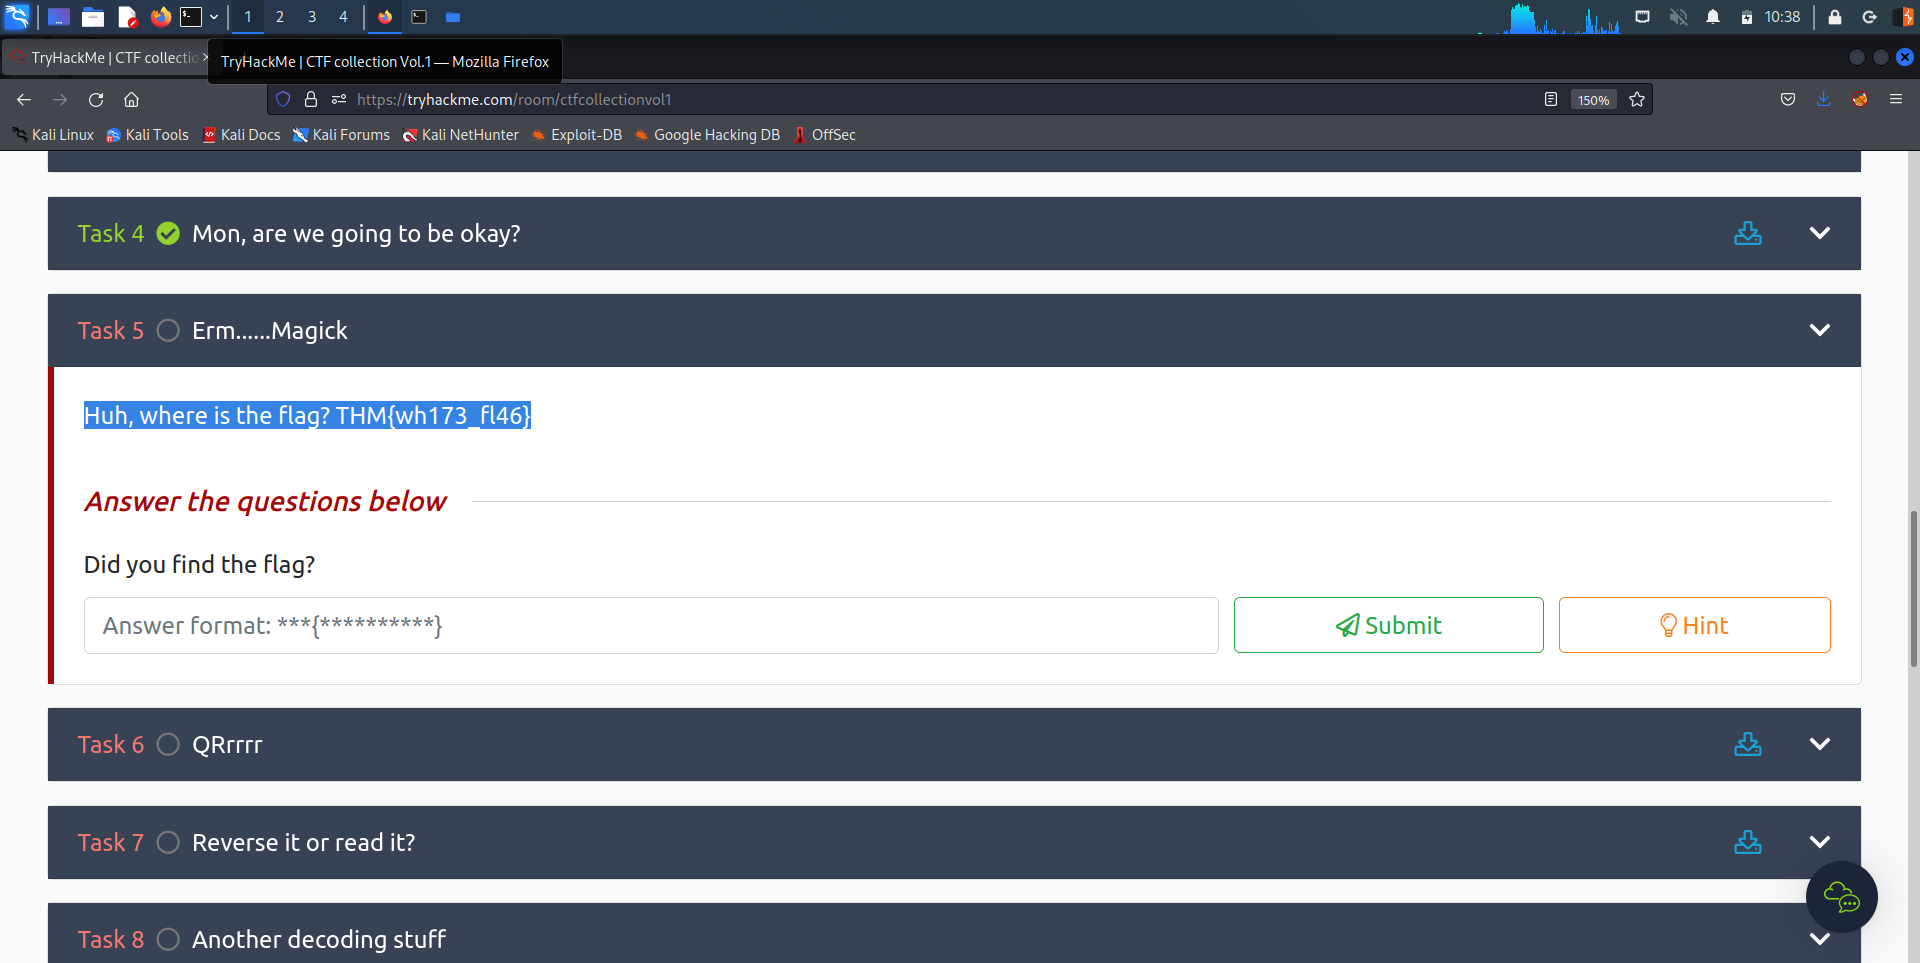 1 2 3 4 10:38
TryHackMe | CTF collectio
TryHackMe | CTF collection Vol.1 — Mozilla Firefox
https://tryhackme.com/room/ctfcollectionvol1 150%
Kali Linux Kali Tools Kali Docs Kali Forums Kali NetHunter Exploit-DB Google Hacking DB OffSec
Task 4 Mon, are we going to be okay?
Task 5 Erm......Magick
Huh, where is the flag? THM{wh173_fl46}
Answer the questions below
Did you find the flag?
Answer format: ***{**********} Submit Hint
Task 6 QRrrrr
Task 7 Reverse it or read it?
Task 8 Another decoding stuff